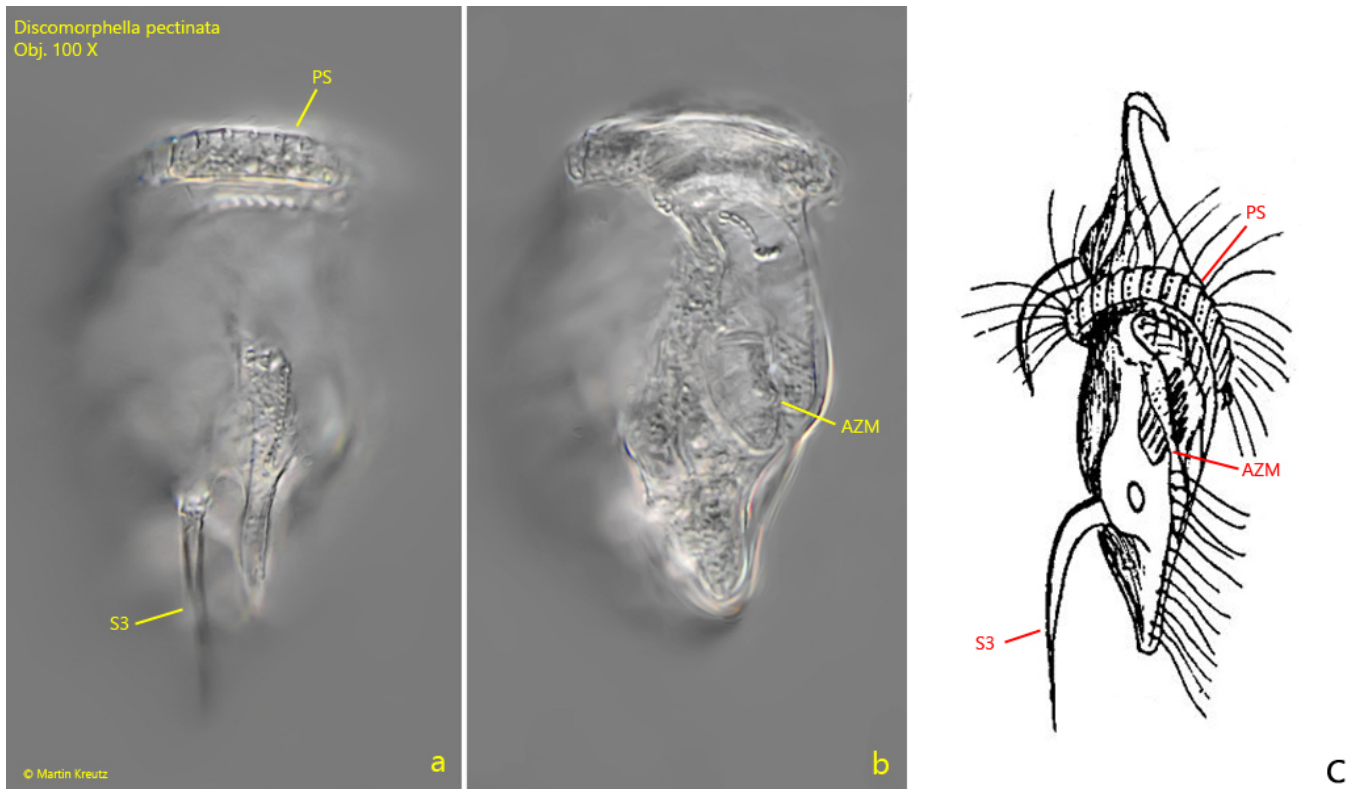 Discomorphella pectinata
Obj. 100 X
PS
S3
© Martin Kreutz
a
AZM
b
PS
AZM
S3
C